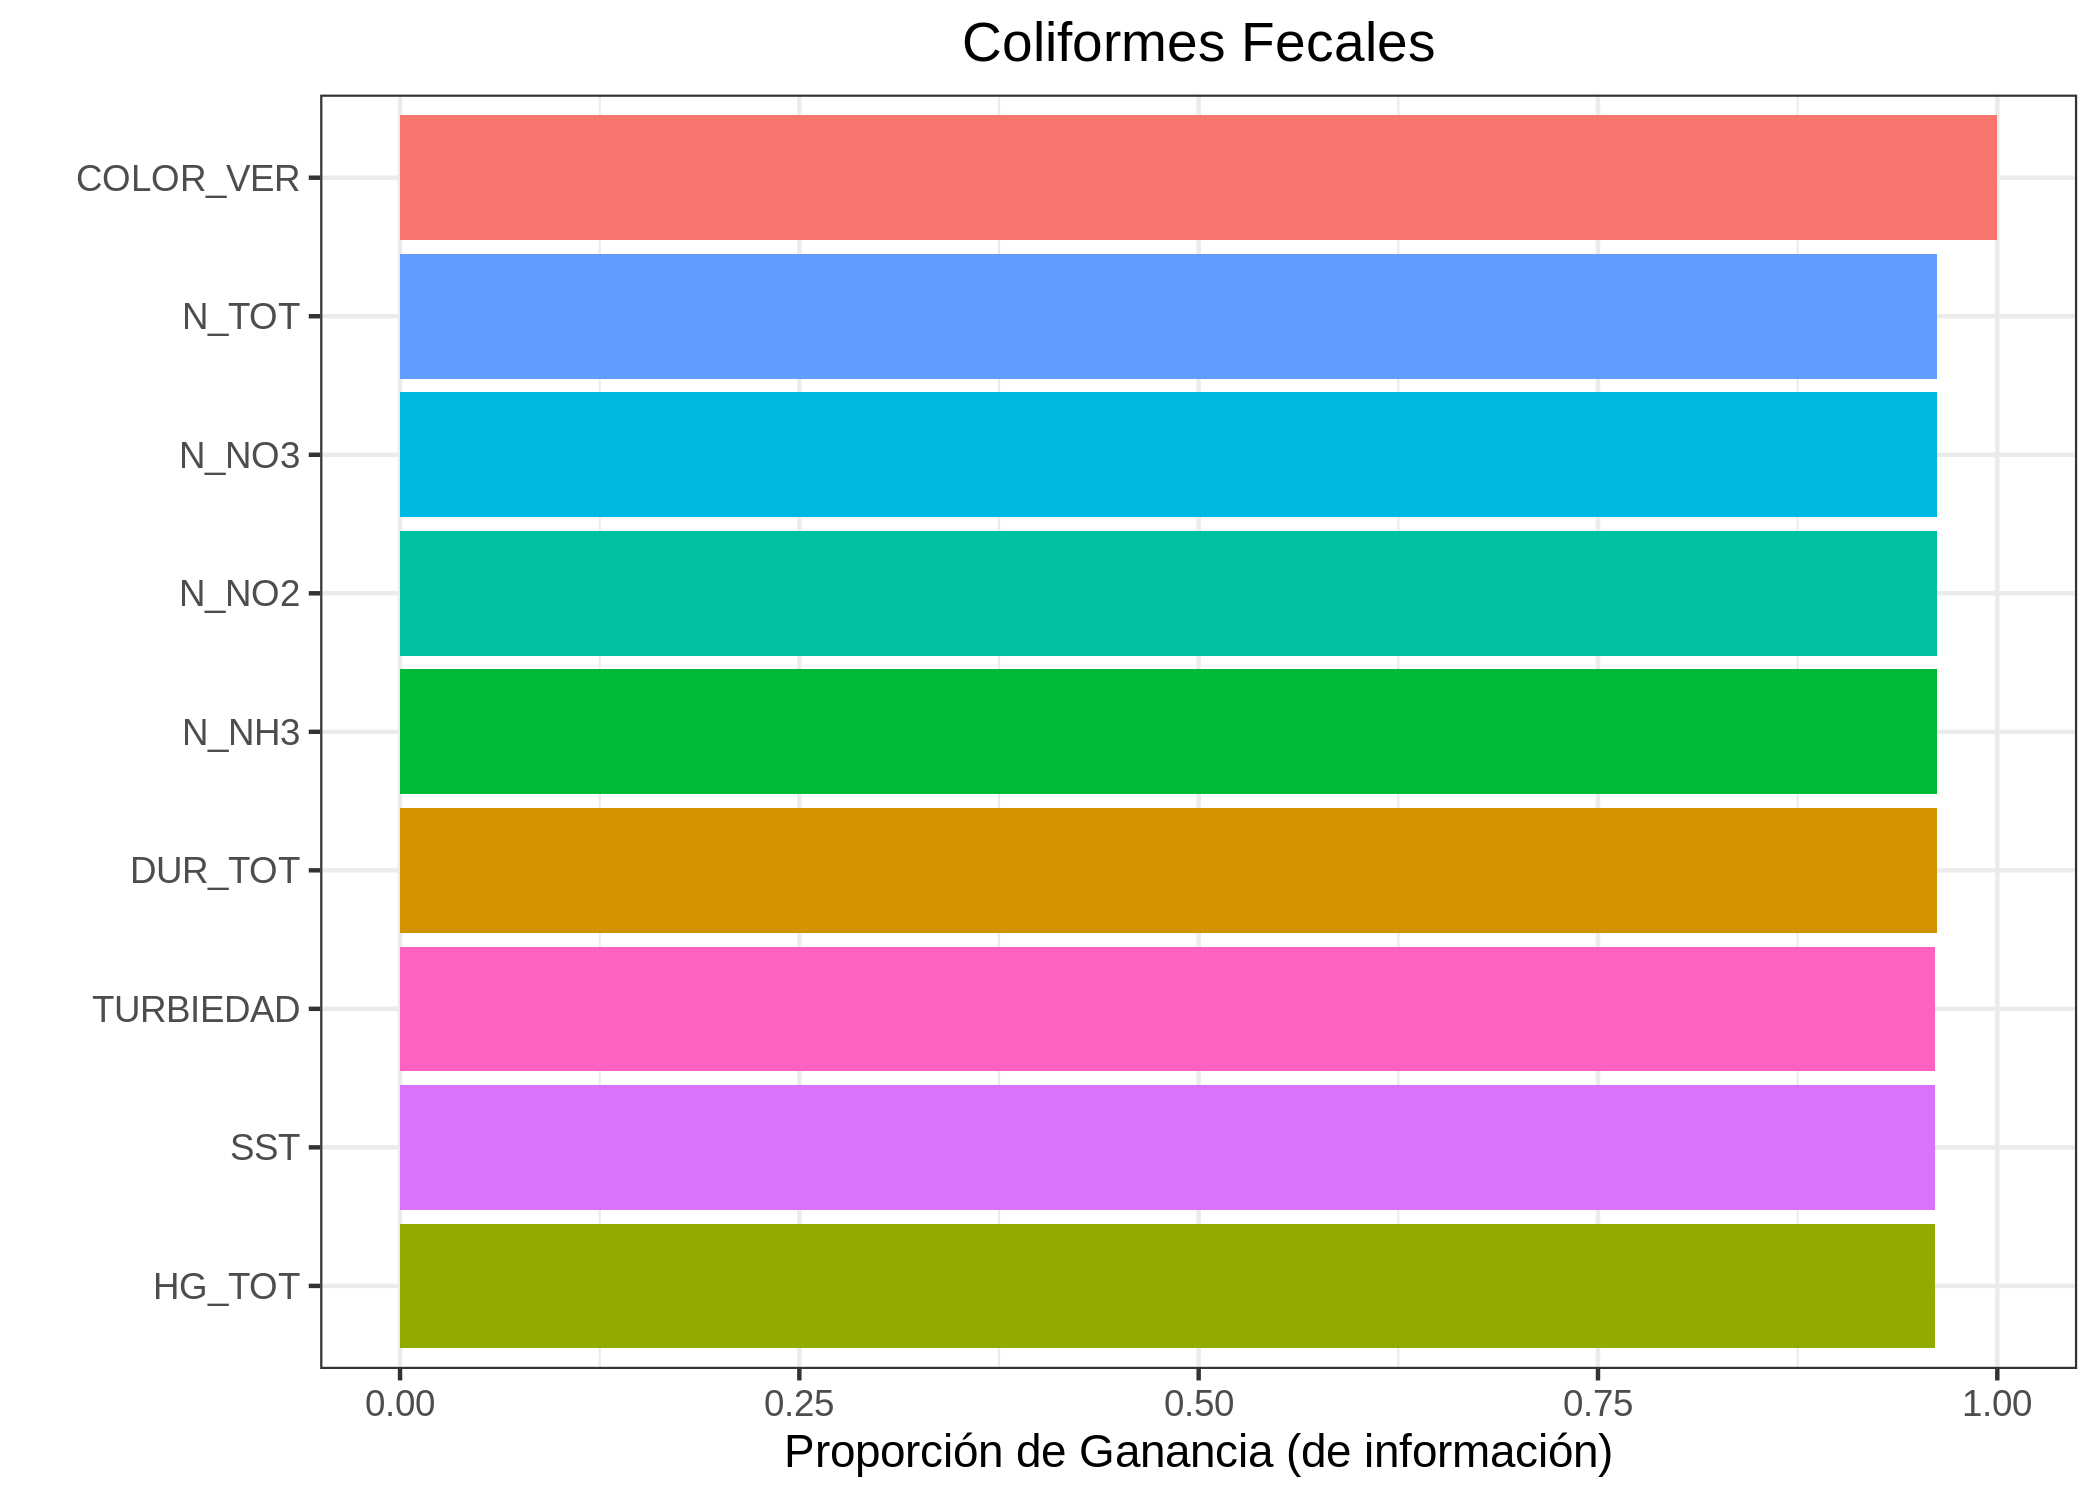 Coliformes Fecales
COLOR_VER
N_TOT
N_NO3
N_NO2
N_NH3
DUR_TOT
TURBIEDAD
SST
HG_TOT
0.00 0.25 0.50 0.75 1.00
Proporción de Ganancia (de información)